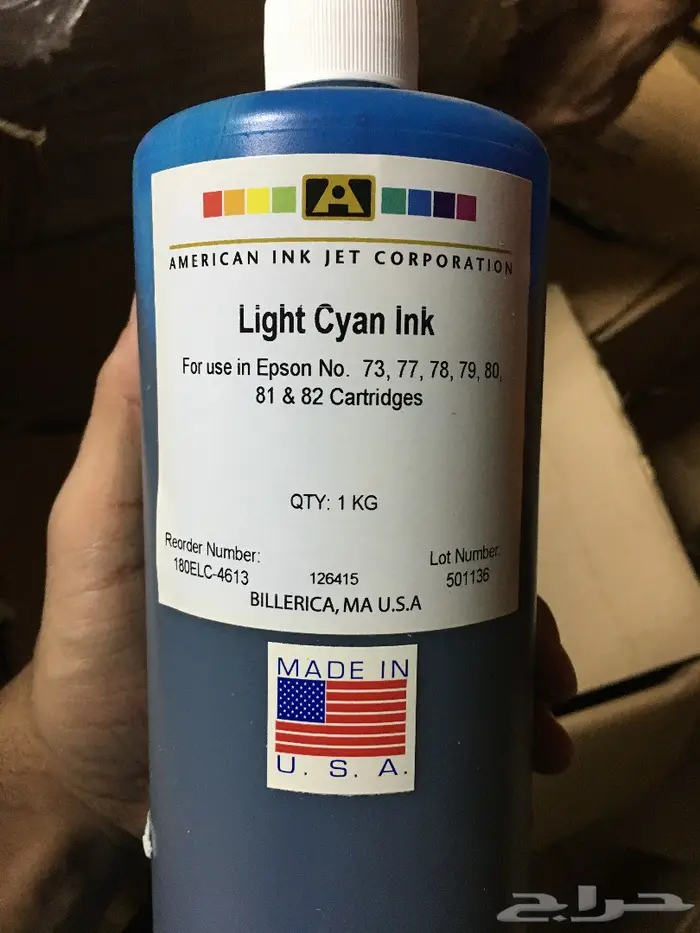 AMERICAN INK JET CORPORATION
Light Cyan Ink
For use in Epson No. 73, 77, 78, 79, 80,
81 & 82 Cartridges
QTY: 1 KG
Reorder Number:
180ELC-4613
126415
Lot Number:
501136
BILLERICA, MA U.S.A
MADE IN
U. S. A.
حراج